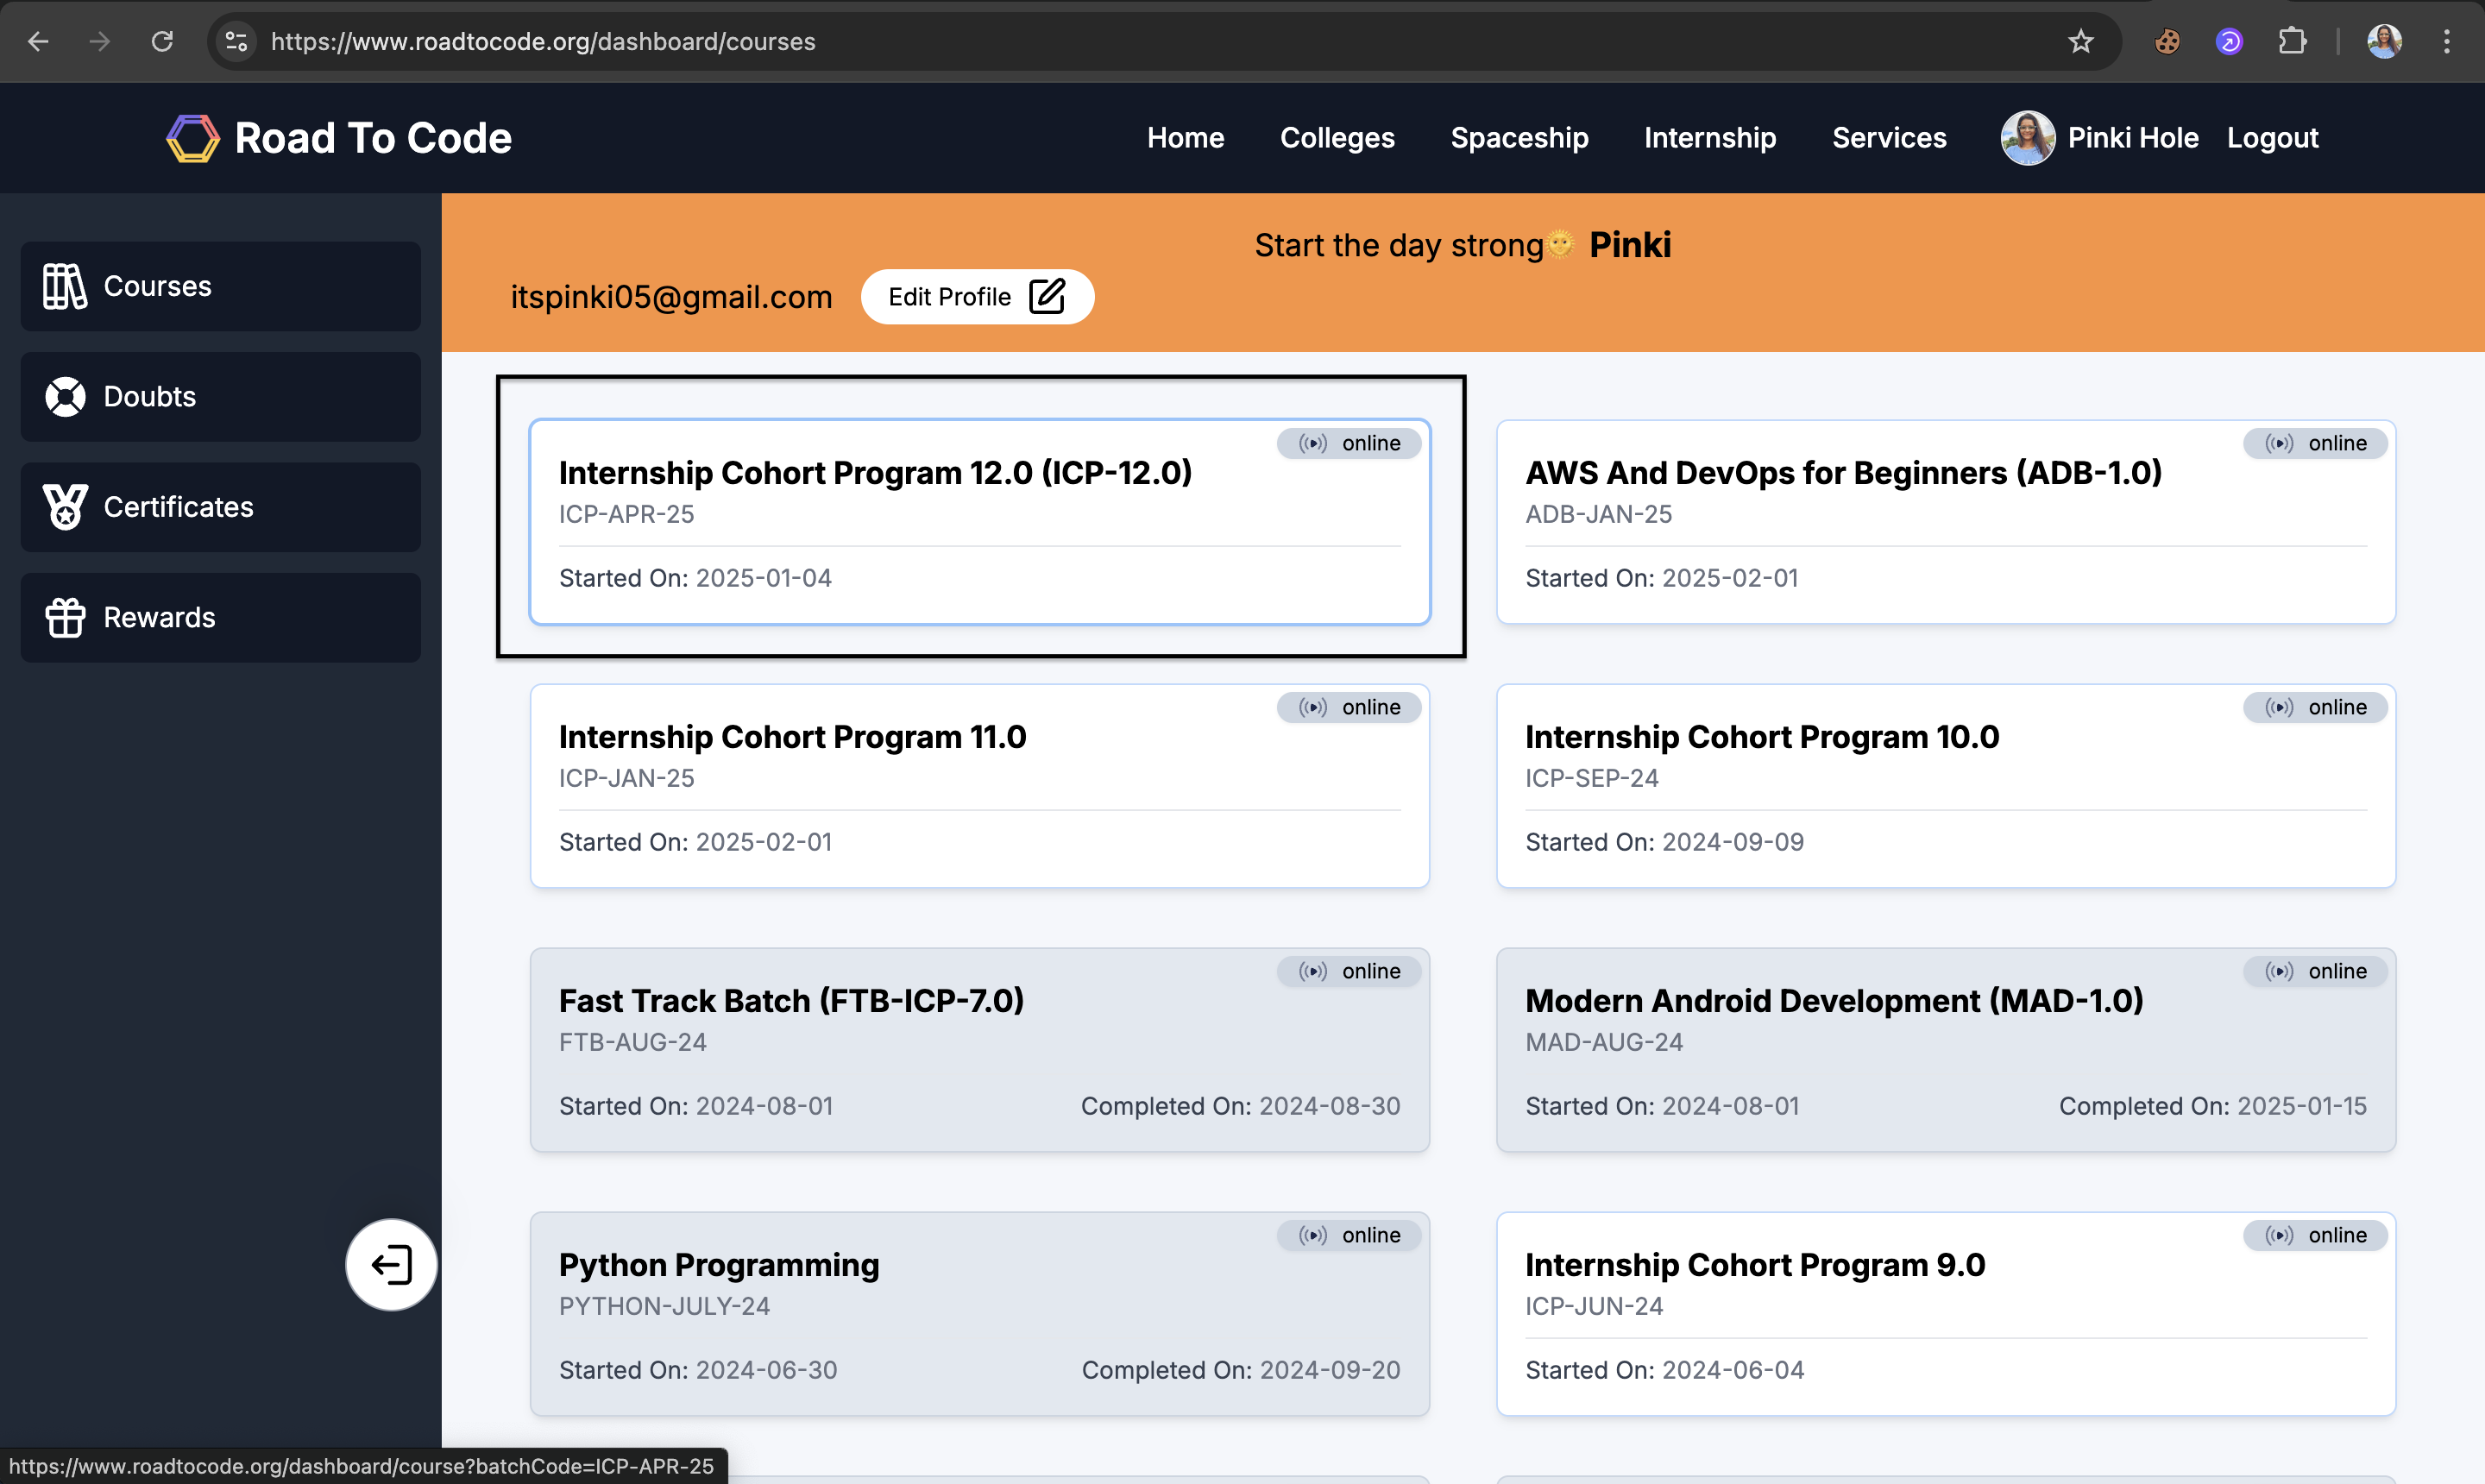 https://www.roadtocode.org/dashboard/courses
Road To Code
Home
Colleges
Spaceship
Internship
Services
Pinki Hole
Logout
Courses
Doubts
Certificates
Rewards
Start the day strong🌞 Pinki
itspinki05@gmail.com
Edit Profile
online
Internship Cohort Program 12.0 (ICP-12.0)
ICP-APR-25
Started On: 2025-01-04
online
AWS And DevOps for Beginners (ADB-1.0)
ADB-JAN-25
Started On: 2025-02-01
online
Internship Cohort Program 11.0
ICP-JAN-25
Started On: 2025-02-01
online
Internship Cohort Program 10.0
ICP-SEP-24
Started On: 2024-09-09
online
Fast Track Batch (FTB-ICP-7.0)
FTB-AUG-24
Started On: 2024-08-01
Completed On: 2024-08-30
online
Modern Android Development (MAD-1.0)
MAD-AUG-24
Started On: 2024-08-01
Completed On: 2025-01-15
online
Python Programming
PYTHON-JULY-24
Started On: 2024-06-30
Completed On: 2024-09-20
online
Internship Cohort Program 9.0
ICP-JUN-24
Started On: 2024-06-04
https://www.roadtocode.org/dashboard/course?batchCode=ICP-APR-25